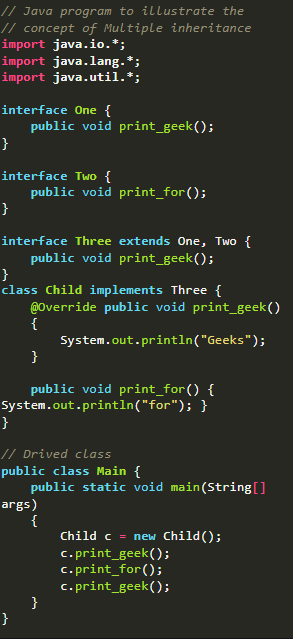 // Java program to illustrate the
// concept of Multiple inheritance
import java.io.*;
import java.lang.*;
import java.util.*;

interface One {
    public void print_geek();
}

interface Two {
    public void print_for();
}

interface Three extends One, Two {
    public void print_geek();
}
class Child implements Three {
    @Override public void print_geek()
    {
        System.out.println("Geeks");
    }

    public void print_for() {
System.out.println("for"); }
}

// Drived class
public class Main {
    public static void main(String[]
args)
    {
        Child c = new Child();
        c.print_geek();
        c.print_for();
        c.print_geek();
    }
}